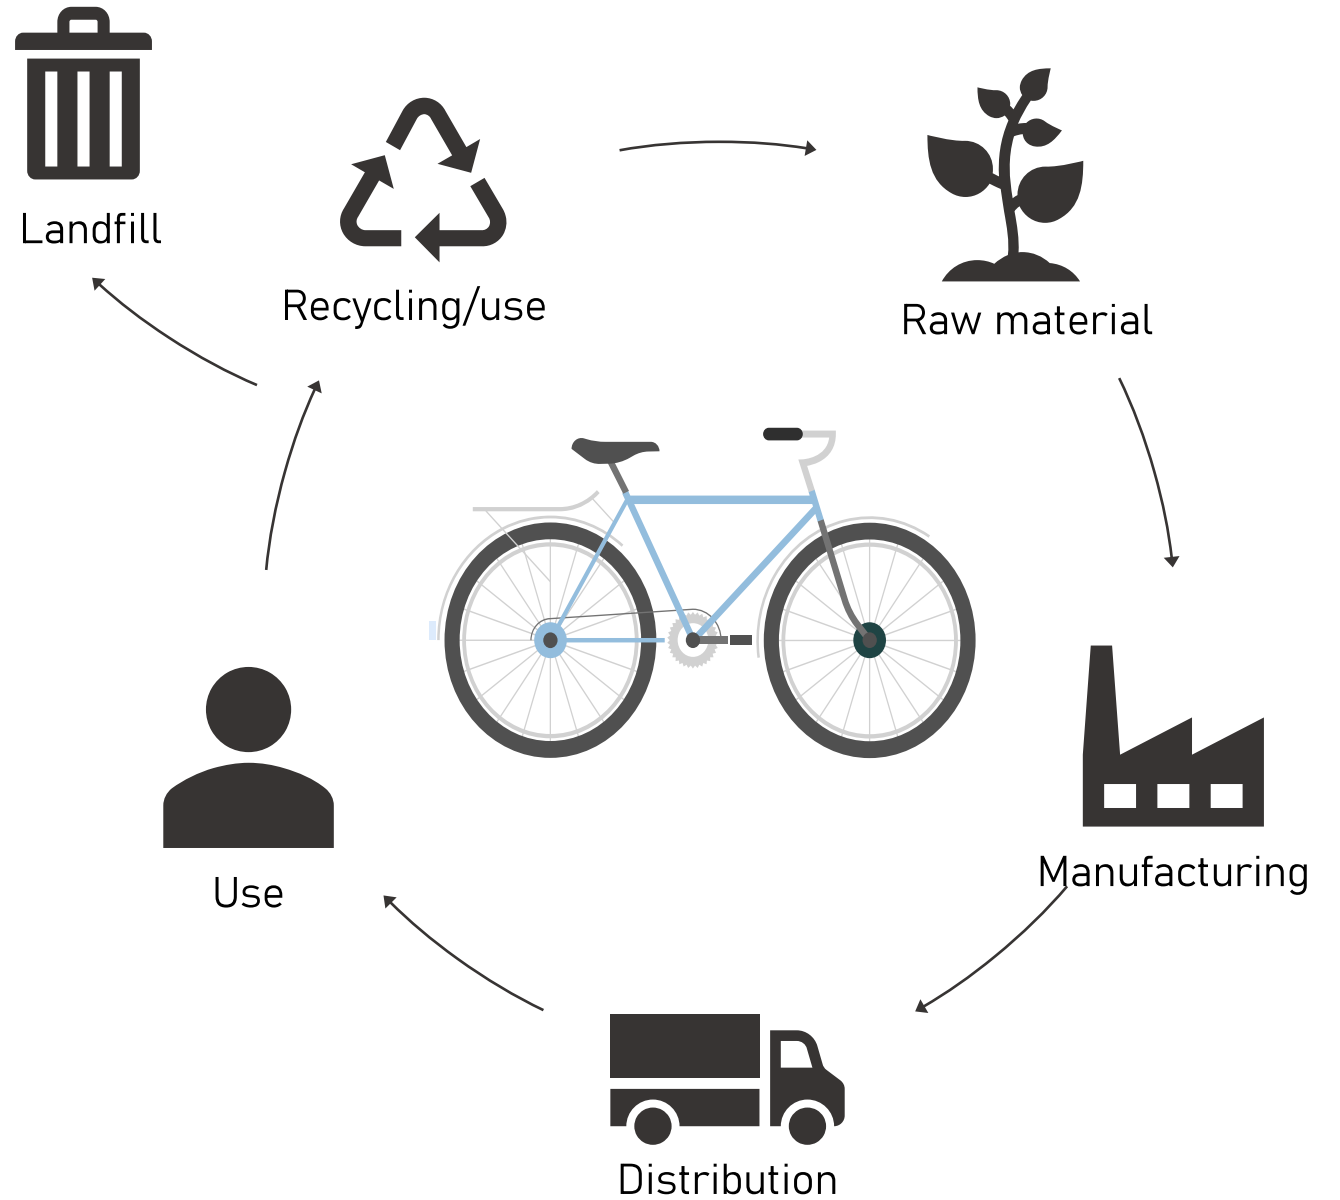 Landfill
Recycling/use
Raw material
Manufacturing
Use
Distribution